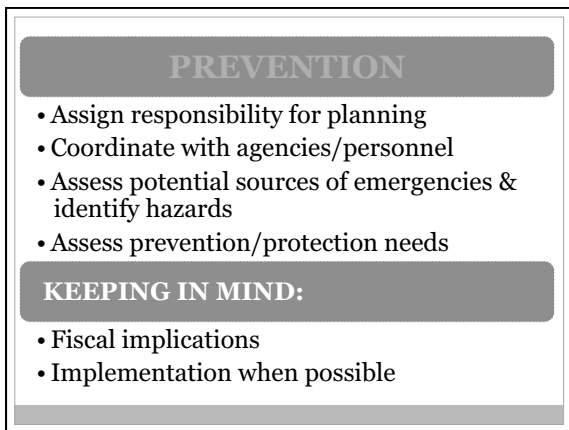 PREVENTION
• Assign responsibility for planning
• Coordinate with agencies/personnel
• Assess potential sources of emergencies &
identify hazards
• Assess prevention/protection needs
KEEPING IN MIND:
• Fiscal implications
• Implementation when possible